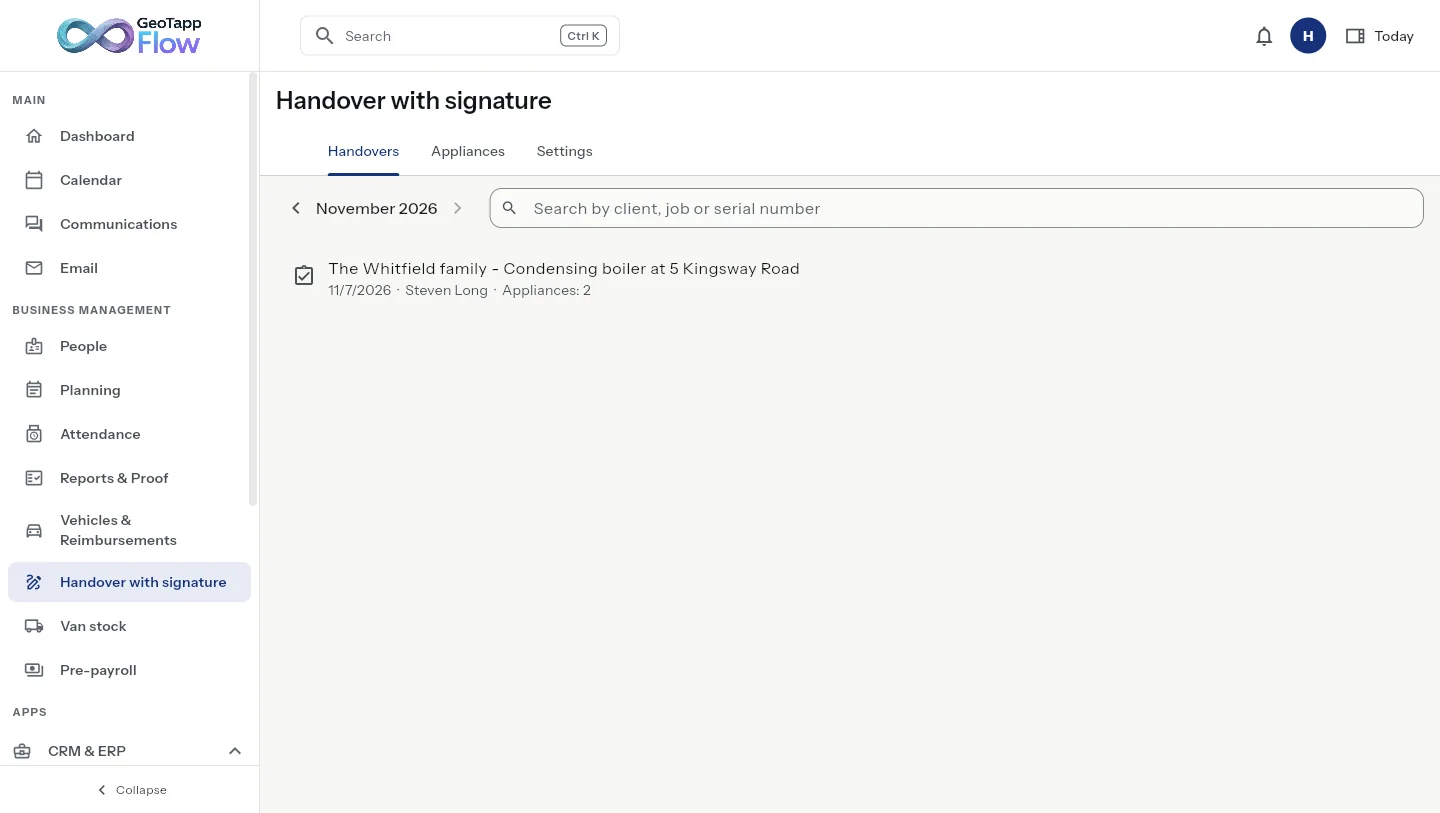 GeoTapp
Flow
Search
Ctrl K
H
Today
MAIN
Dashboard
Calendar
Communications
Email
BUSINESS MANAGEMENT
People
Planning
Attendance
Reports & Proof
Vehicles &
Reimbursements
Handover with signature
Van stock
Pre-payroll
APPS
CRM & ERP
Collapse
Handover with signature
Handovers
Appliances
Settings
November 2026
Search by client, job or serial number
The Whitfield family - Condensing boiler at 5 Kingsway Road
11/7/2026 · Steven Long · Appliances: 2